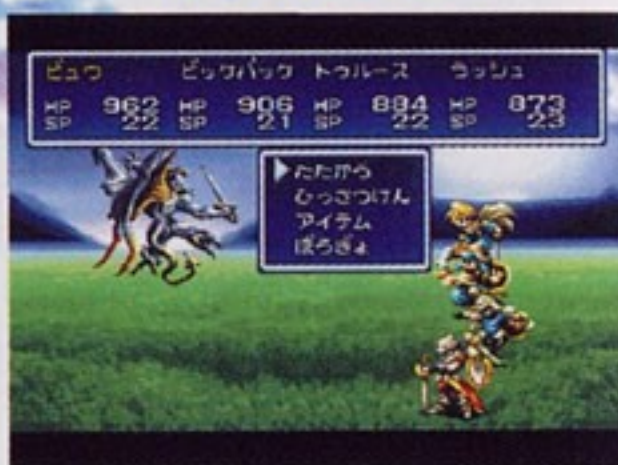 ビュウ ビッグバック トゥルース ラッシュ
HP 962 HP 906 HP 884 HP 873
SP 22 SP 21 SP 22 SP 23
たたかう
ひっさつけん
アイテム
ぼうぎょ